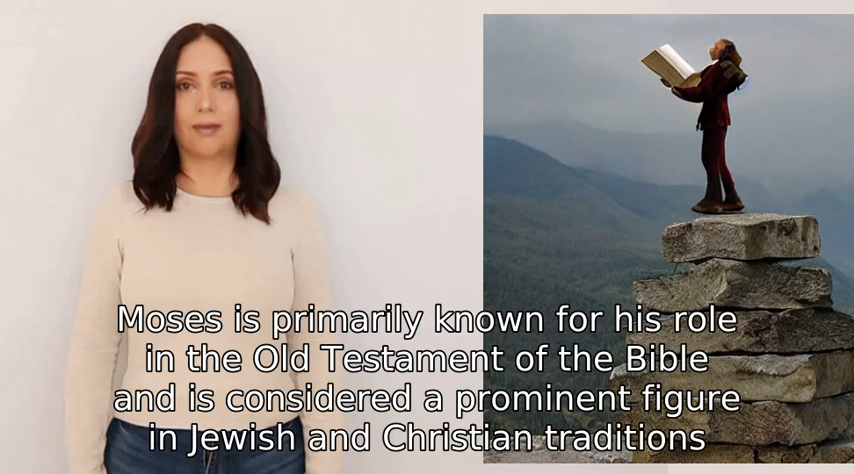 Moses is primarily known for his role
in the Old Testament of the Bible
and is considered a prominent figure
in Jewish and Christian traditions